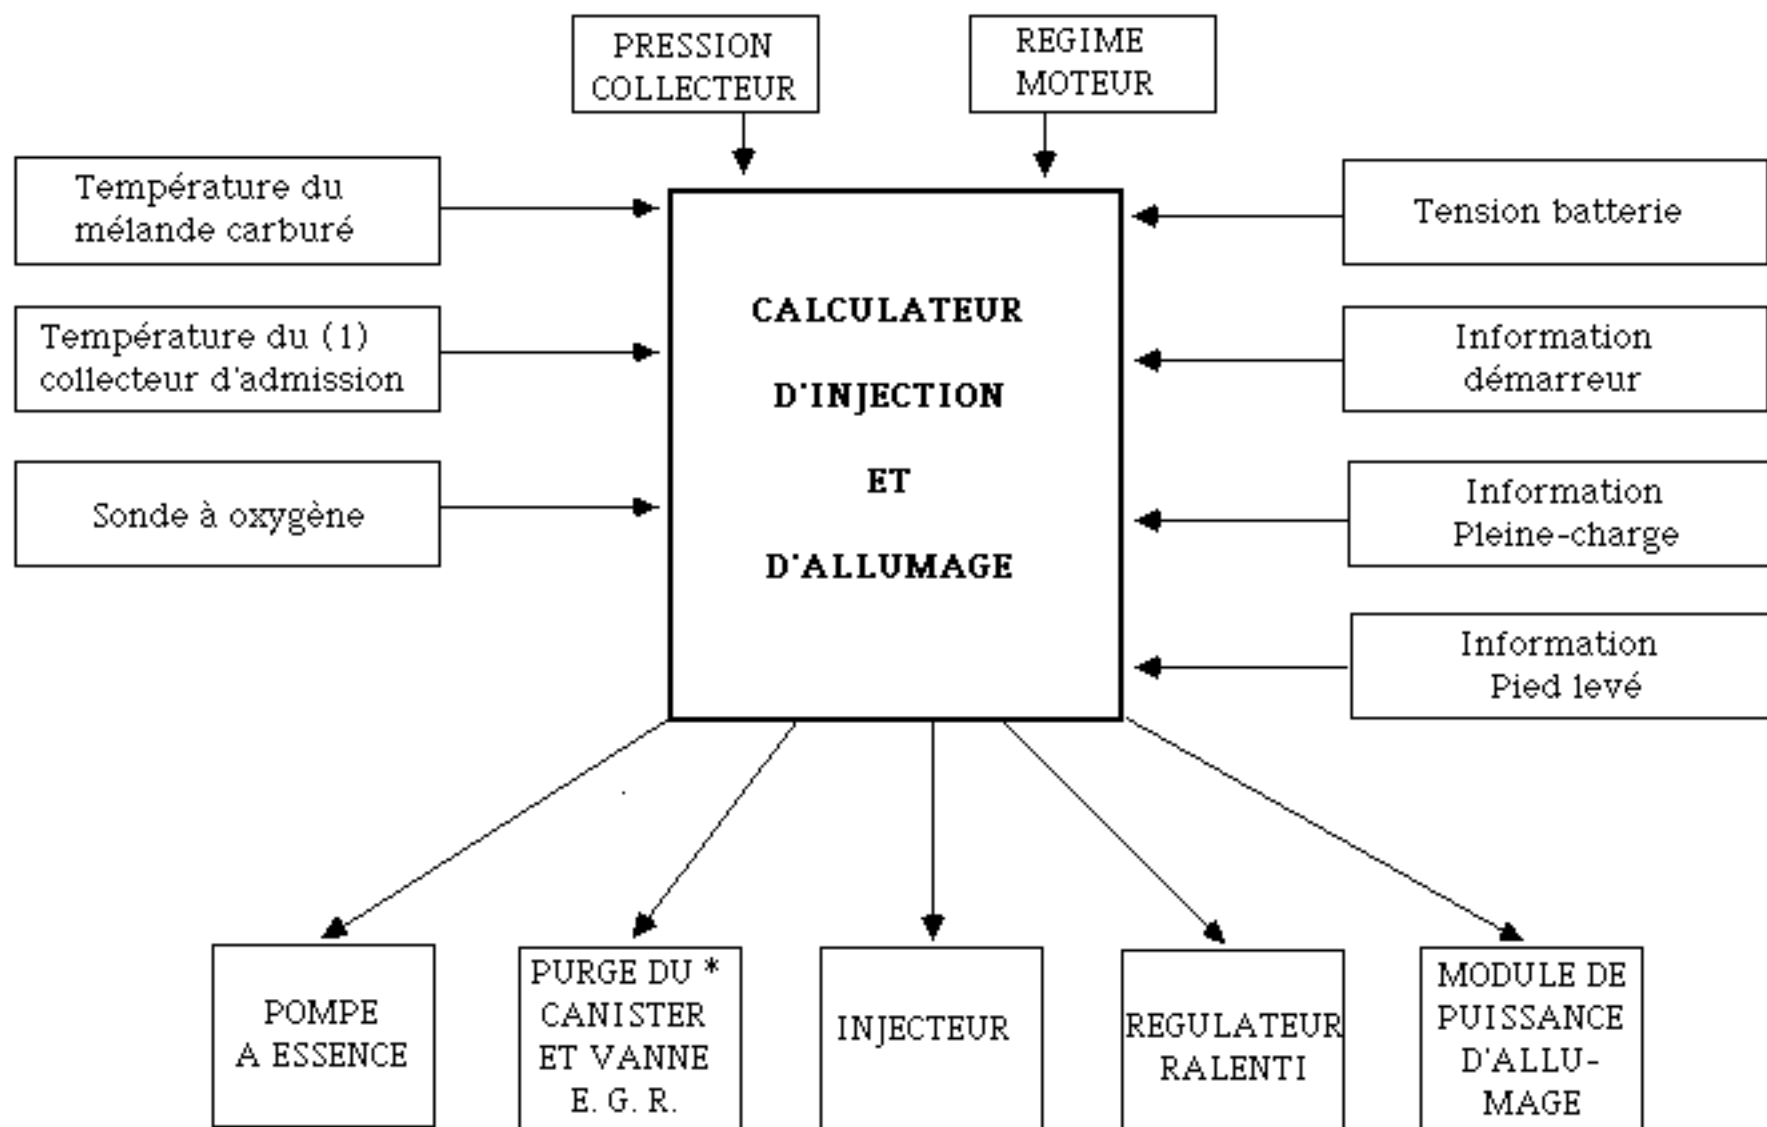 PRESSION
COLLECTEUR
REGIME
MOTEUR
Température du
mélande carburé
Température du (1)
collecteur d'admission
Sonde à oxygène
CALCULATEUR
D'INJECTION
ET
D'ALLUMAGE
Tension batterie
Information
démarreur
Information
Pleine-charge
Information
Pied levé
POMPE
A ESSENCE
PURGE DU *
CANISTER
ET VANNE
E. G. R.
INJECTEUR
REGULATEUR
RALENTI
MODULE DE
PUISSANCE
D'ALLU-
MAGE